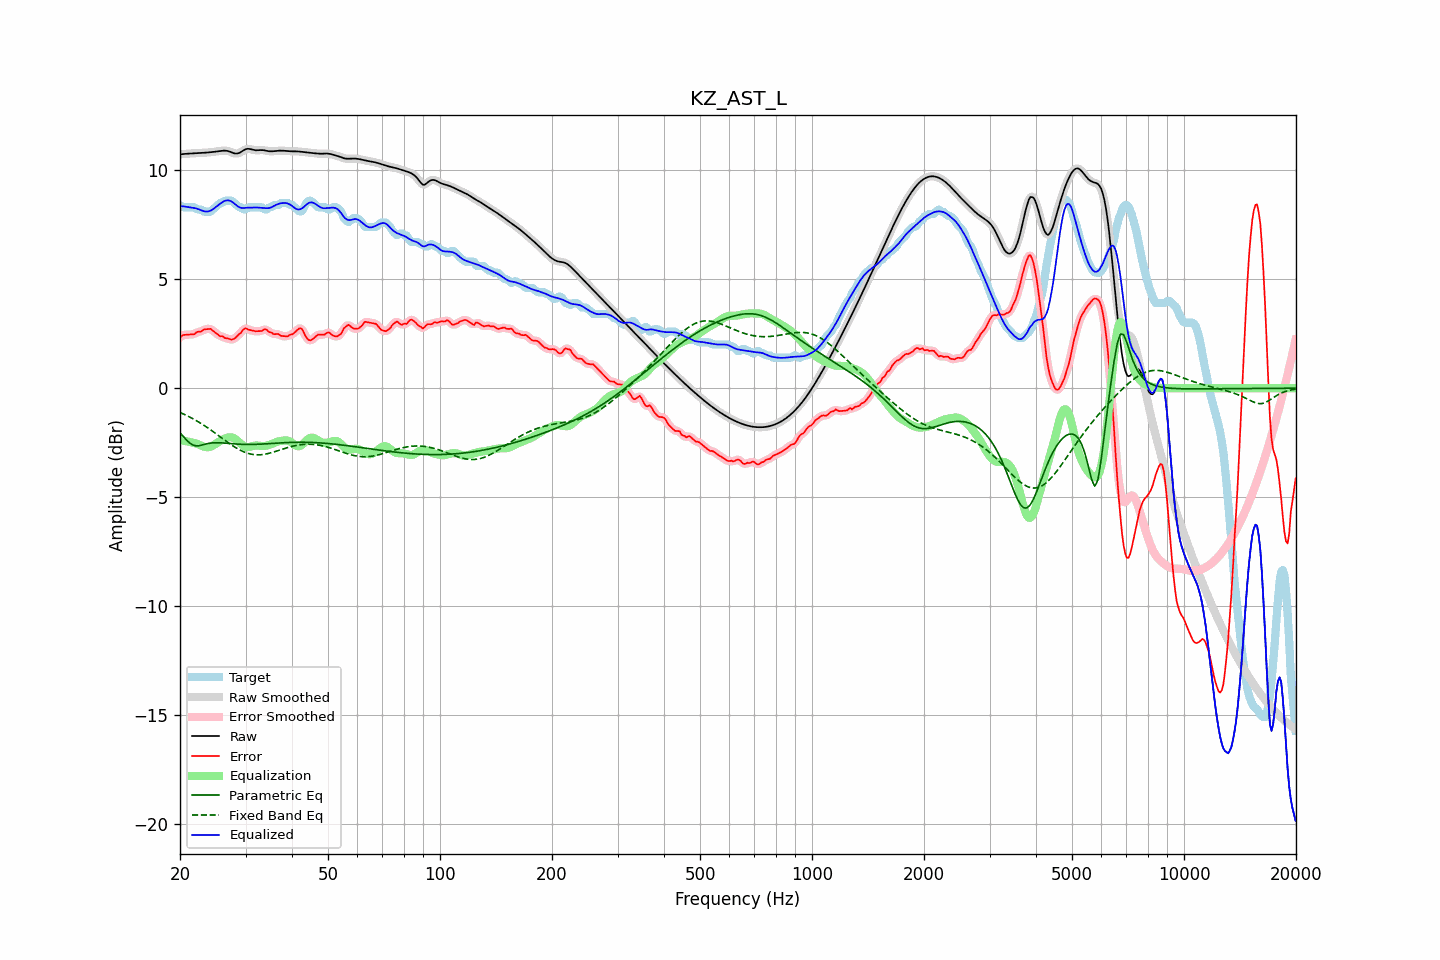 KZ_AST_L
Amplitude (dBr)
10
5
0
−5
−10
−15
−20
Target
Raw Smoothed
Error Smoothed
Raw
Error
Equalization
Parametric Eq
Fixed Band Eq
Equalized
20 50 100 200 500 1000 2000 5000 10000 20000
Frequency (Hz)